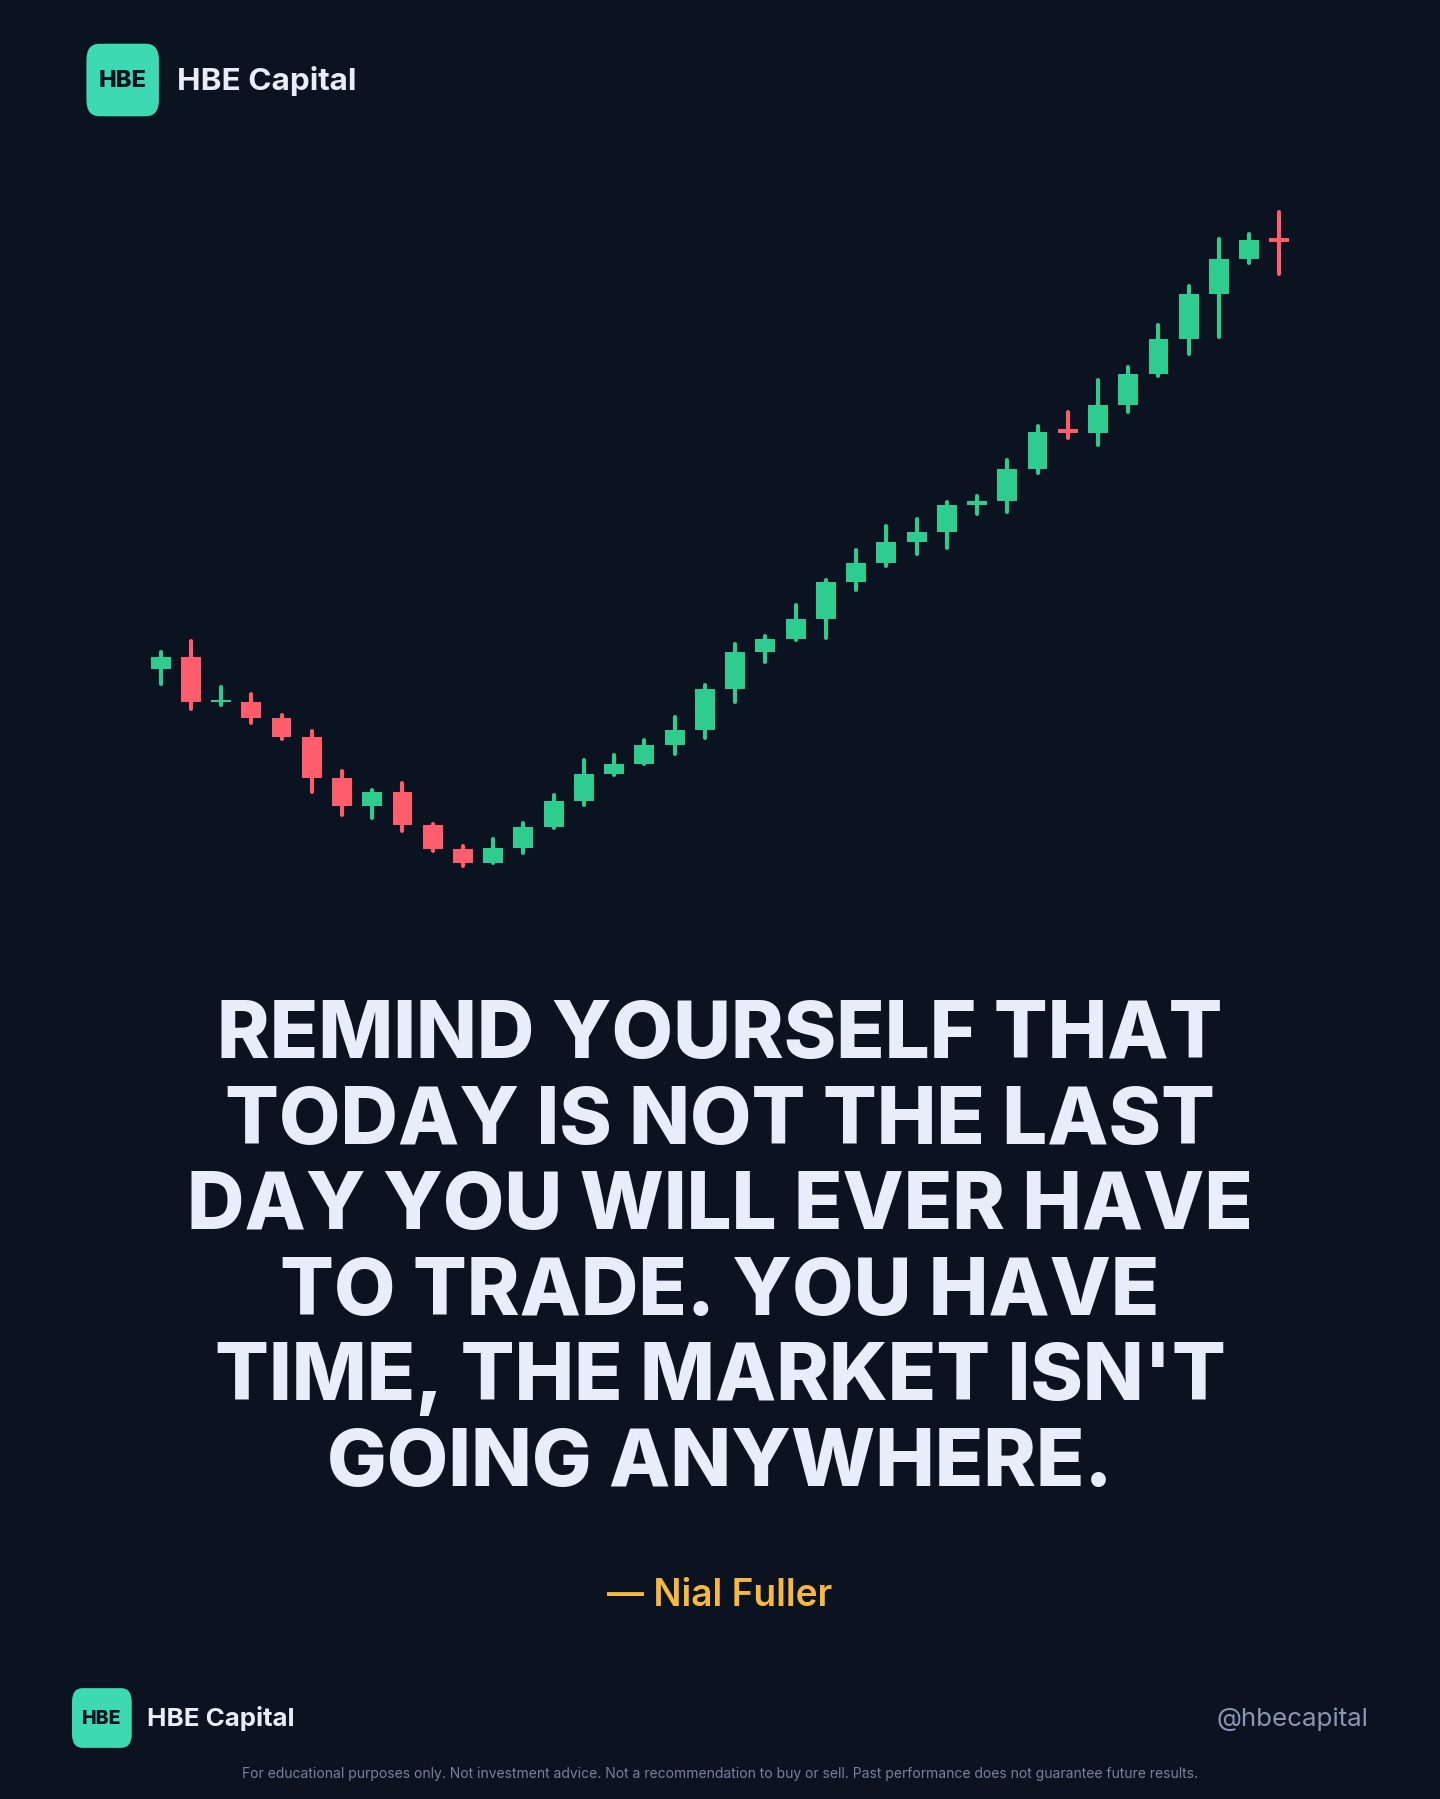 HBE HBE Capital
REMIND YOURSELF THAT
TODAY IS NOT THE LAST
DAY YOU WILL EVER HAVE
TO TRADE. YOU HAVE
TIME, THE MARKET ISN'T
GOING ANYWHERE.
— Nial Fuller
HBE HBE Capital @hbecapital
For educational purposes only. Not investment advice. Not a recommendation to buy or sell. Past performance does not guarantee future results.